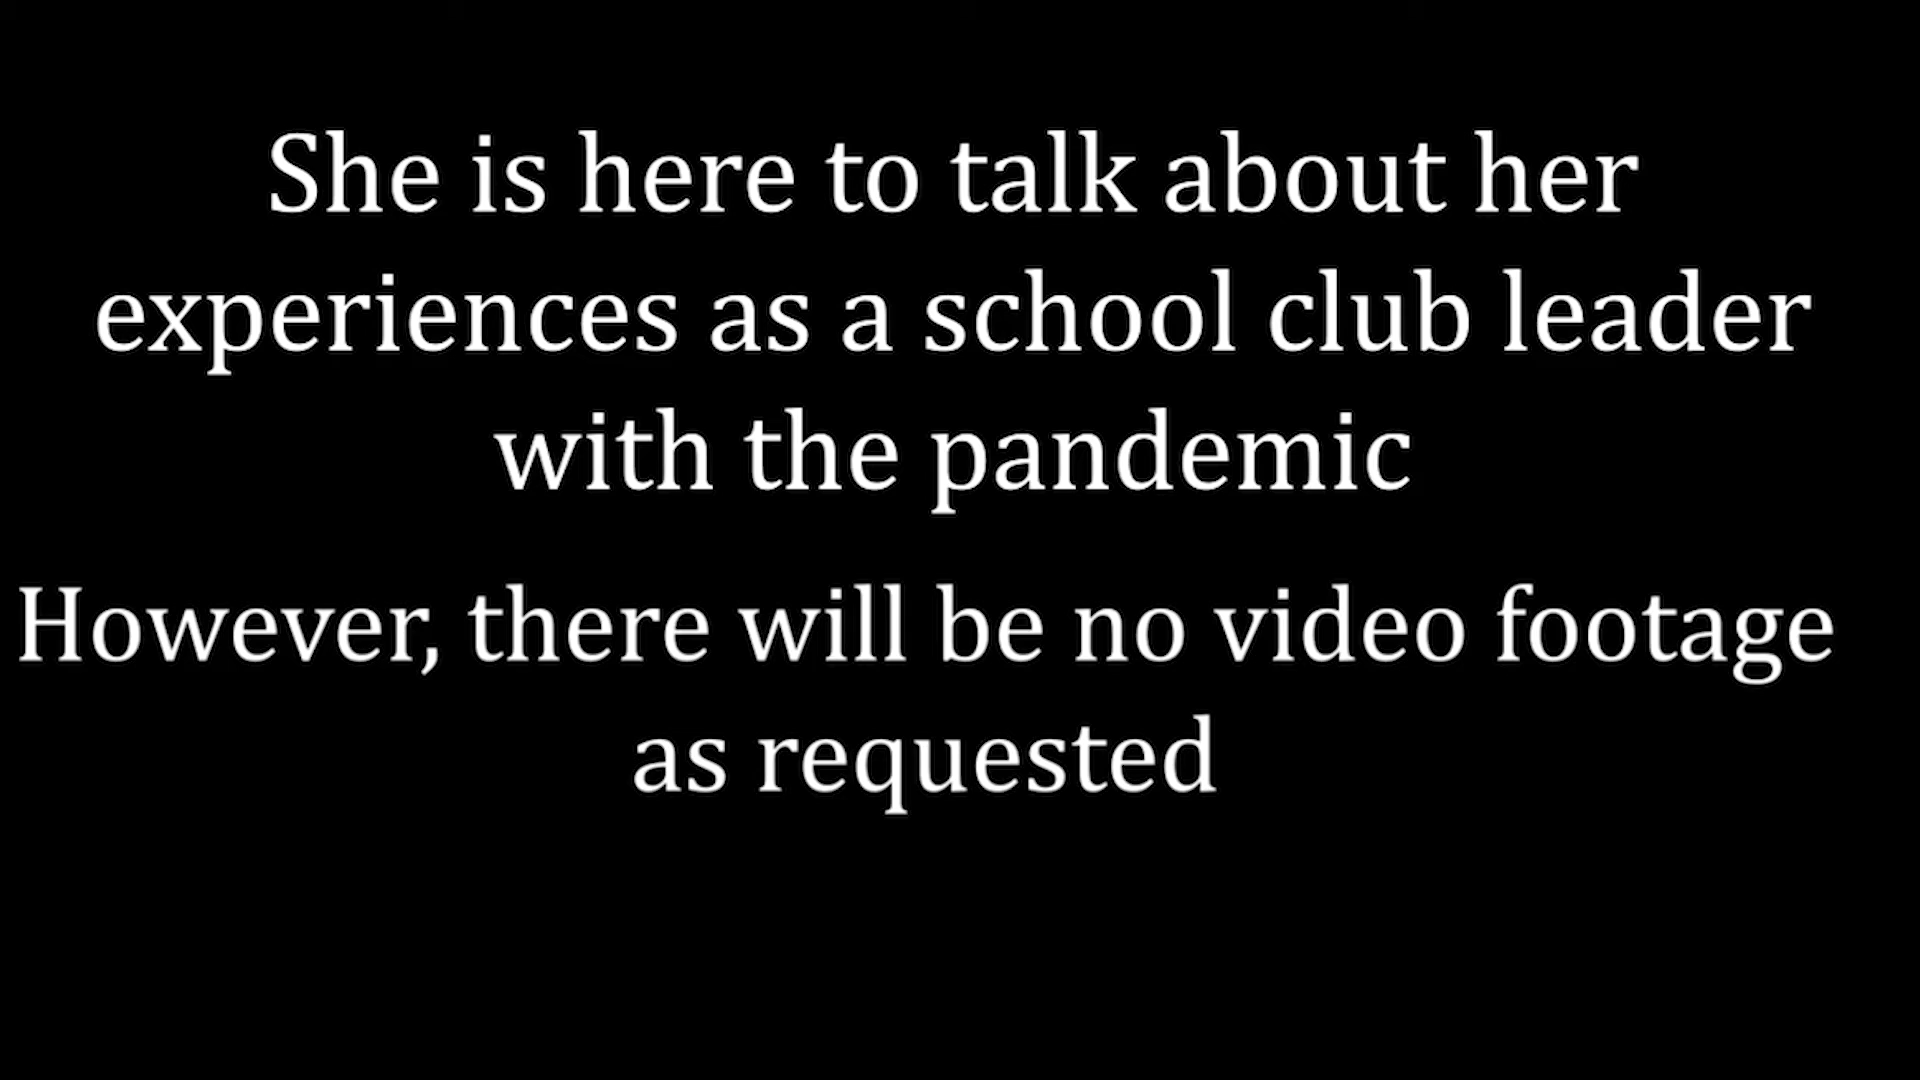 She is here to talk about her
experiences as a school club leader
with the pandemic
However, there will be no video footage
as requested